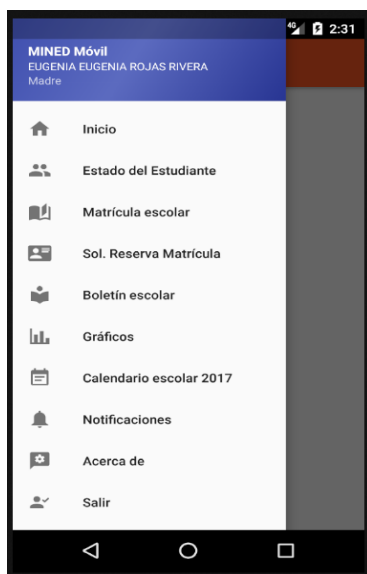 4G 2:31
MINED Móvil
EUGENIA EUGENIA ROJAS RIVERA
Madre
Inicio
Estado del Estudiante
Matrícula escolar
Sol. Reserva Matrícula
Boletín escolar
Gráficos
Calendario escolar 2017
Notificaciones
Acerca de
Salir